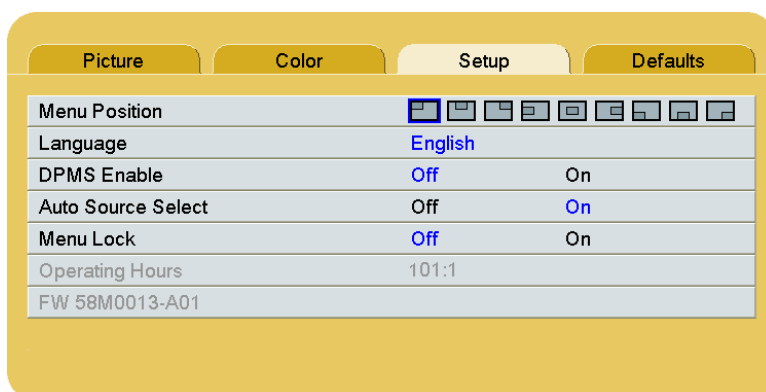 Picture Color Setup Defaults
Menu Position
Language English
DPMS Enable Off On
Auto Source Select Off On
Menu Lock Off On
Operating Hours 101:1
FW 58M0013-A01